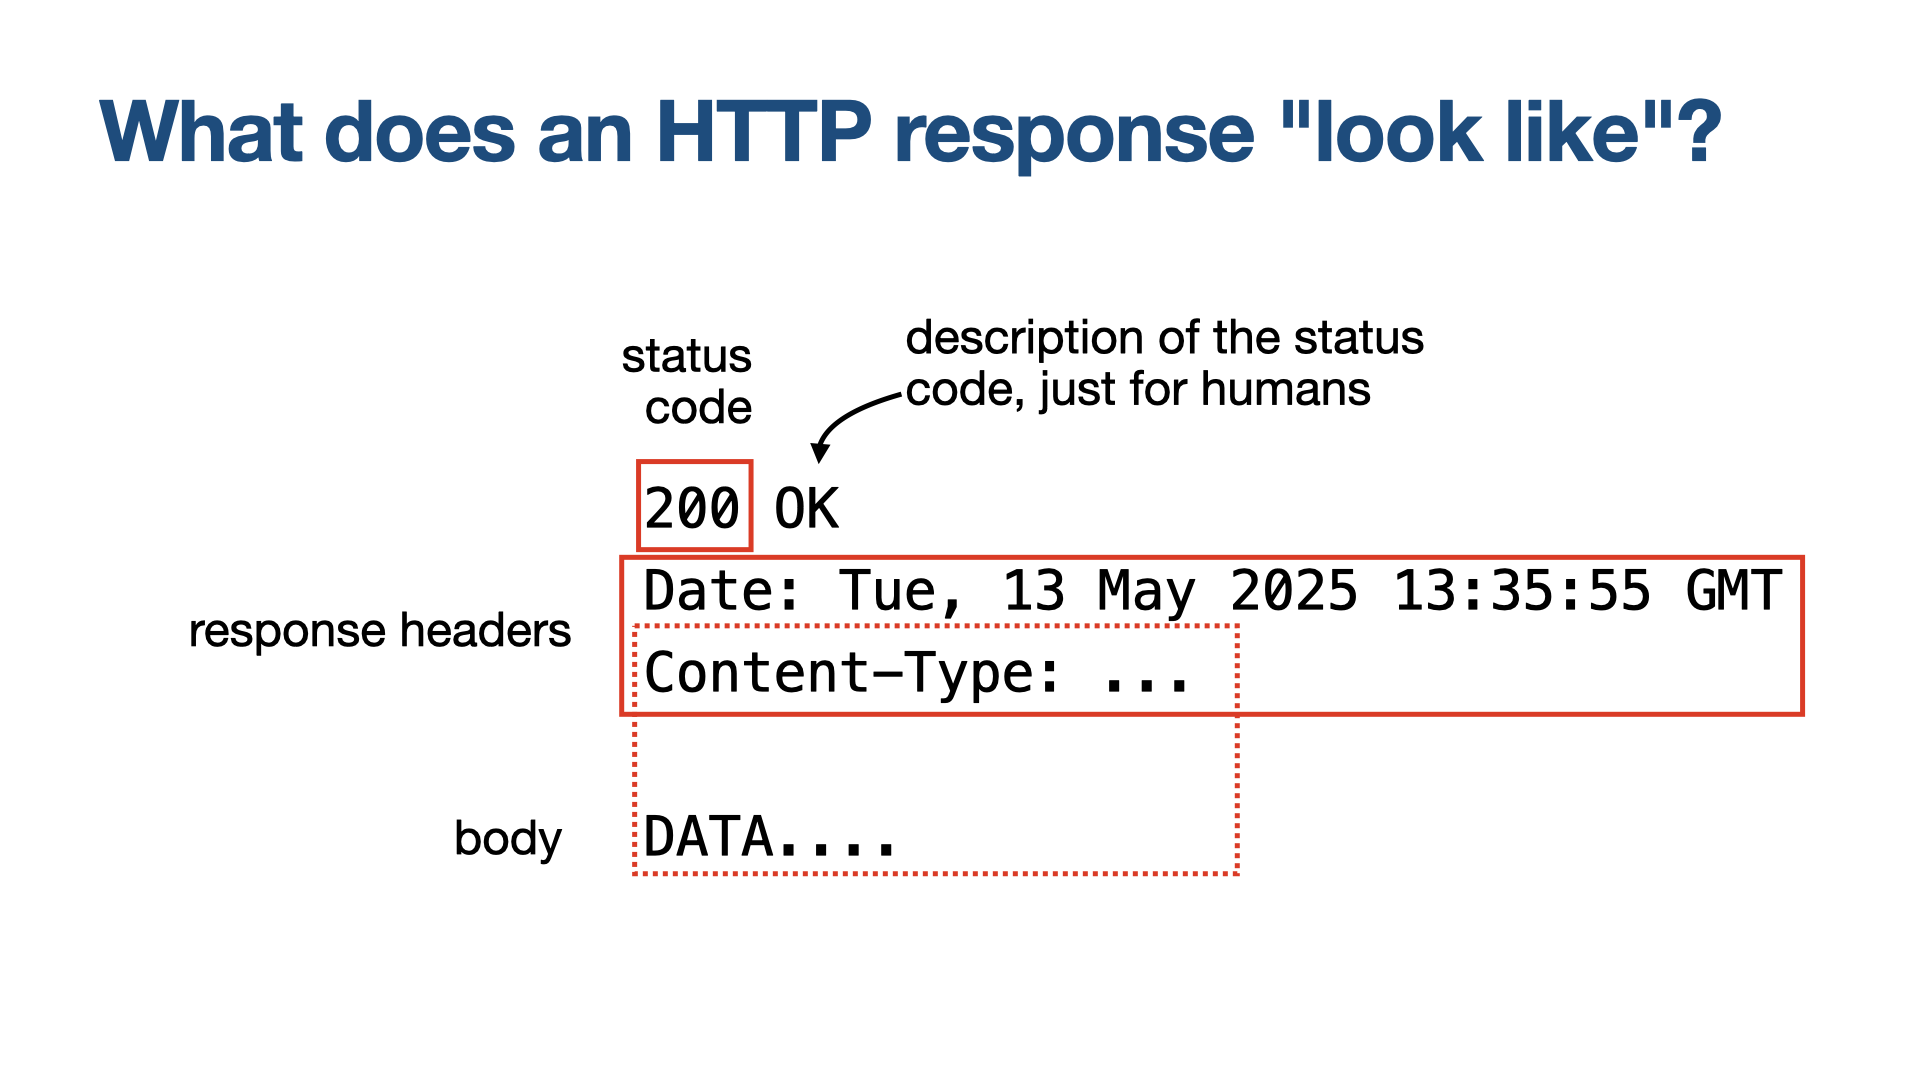 What does an HTTP response "look like"?
status
code
description of the status
code, just for humans
200 OK
response headers
Date: Tue, 13 May 2025 13:35:55 GMT
Content-Type: ...
body
DATA....